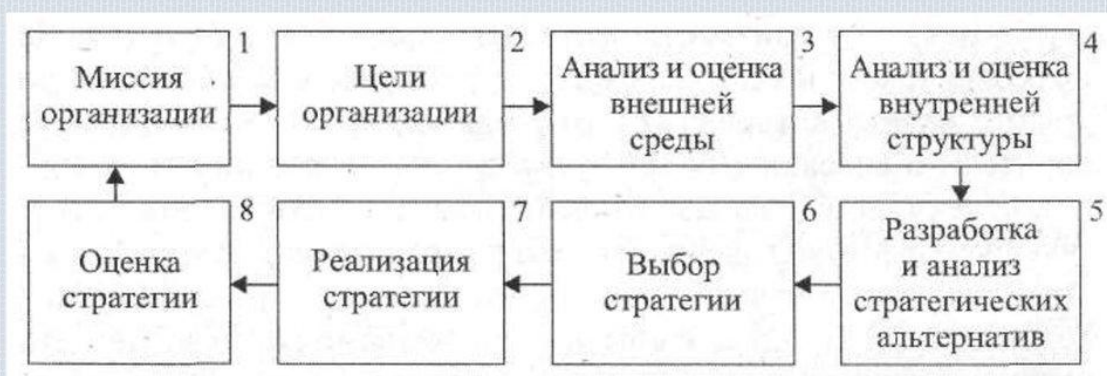 1
Миссия
организации
2
Цели
организации
3
Анализ и оценка
внешней
среды
4
Анализ и оценка
внутренней
структуры
5
Разработка
и анализ
стратегических
альтернатив
6
Выбор
стратегии
7
Реализация
стратегии
8
Оценка
стратегии